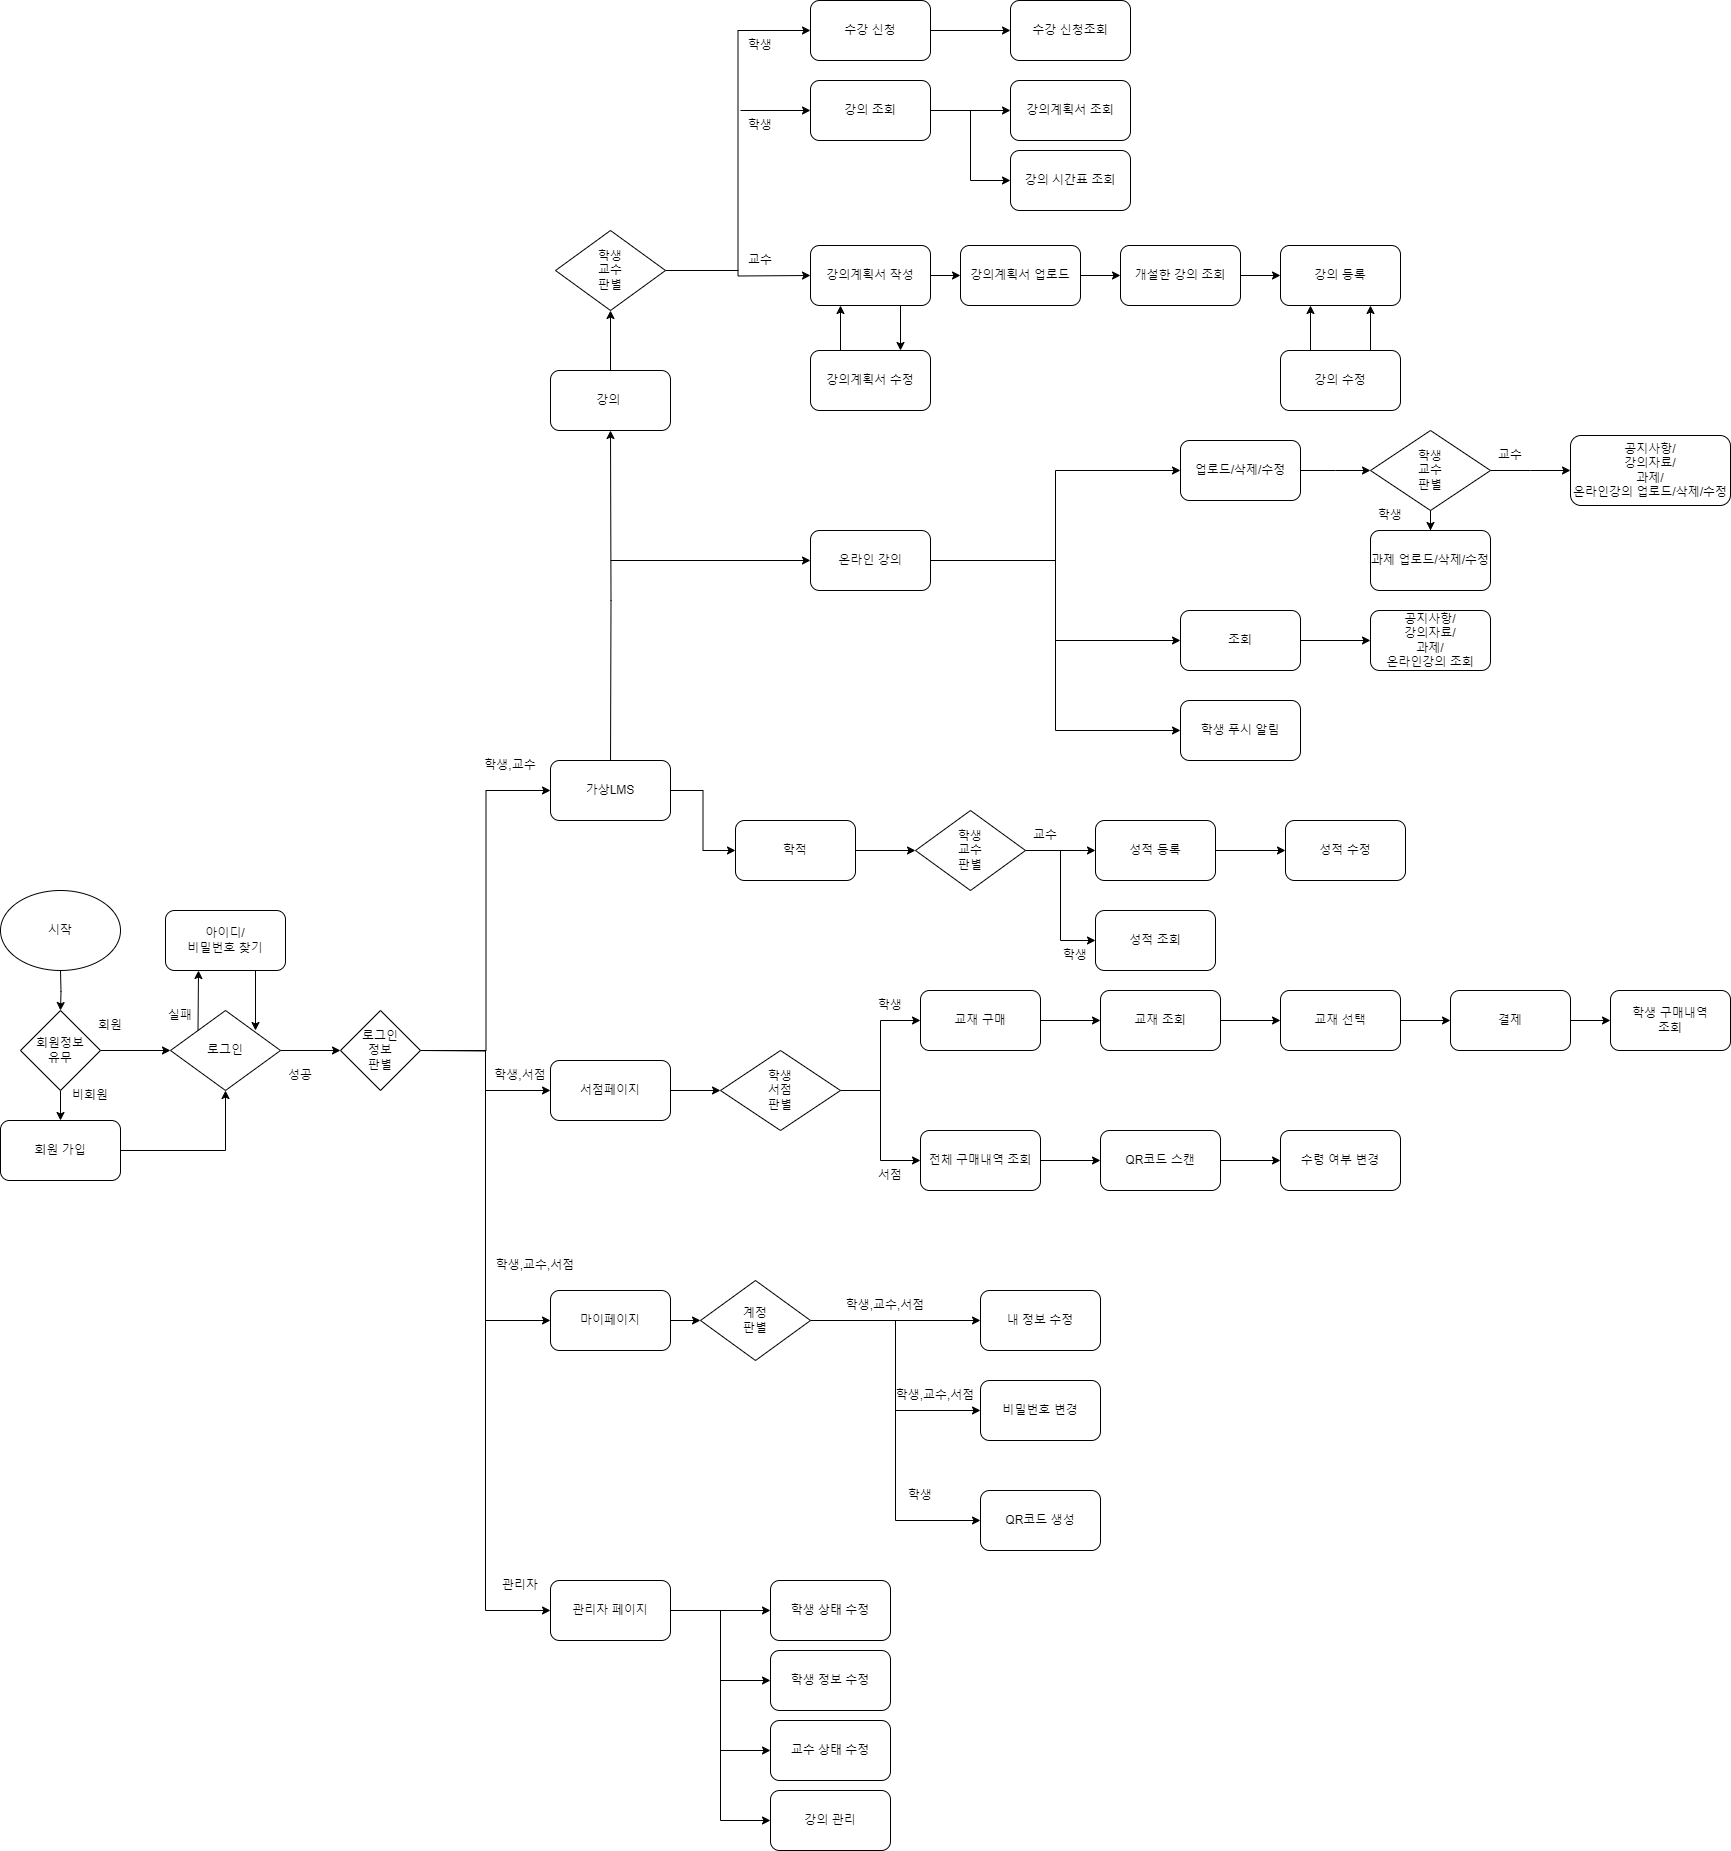 수강 신청
수강 신청조회
학생
강의 조회
강의계획서 조회
학생
강의 시간표 조회
학생
교수
판별
교수
강의계획서 작성
강의계획서 업로드
개설한 강의 조회
강의 등록
강의계획서 수정
강의 수정
강의
업로드/삭제/수정
학생
교수
판별
교수
공지사항/
강의자료/
과제/
온라인강의 업로드/삭제/수정
학생
과제 업로드/삭제/수정
온라인 강의
조회
공지사항/
강의자료/
과제/
온라인강의 조회
학생 푸시 알림
학생,교수
가상LMS
학적
학생
교수
판별
교수
성적 등록
성적 수정
학생
성적 조회
시작
아이디/
비밀번호 찾기
회원정보
유무
회원
실패
로그인
성공
로그인
정보
판별
비회원
회원 가입
학생,서점
서점페이지
학생
서점
판별
학생
교재 구매
교재 조회
교재 선택
결제
학생 구매내역
조회
서점
전체 구매내역 조회
QR코드 스캔
수령 여부 변경
학생,교수,서점
마이페이지
계정
판별
학생,교수,서점
내 정보 수정
학생,교수,서점
비밀번호 변경
학생
QR코드 생성
관리자
관리자 페이지
학생 상태 수정
학생 정보 수정
교수 상태 수정
강의 관리